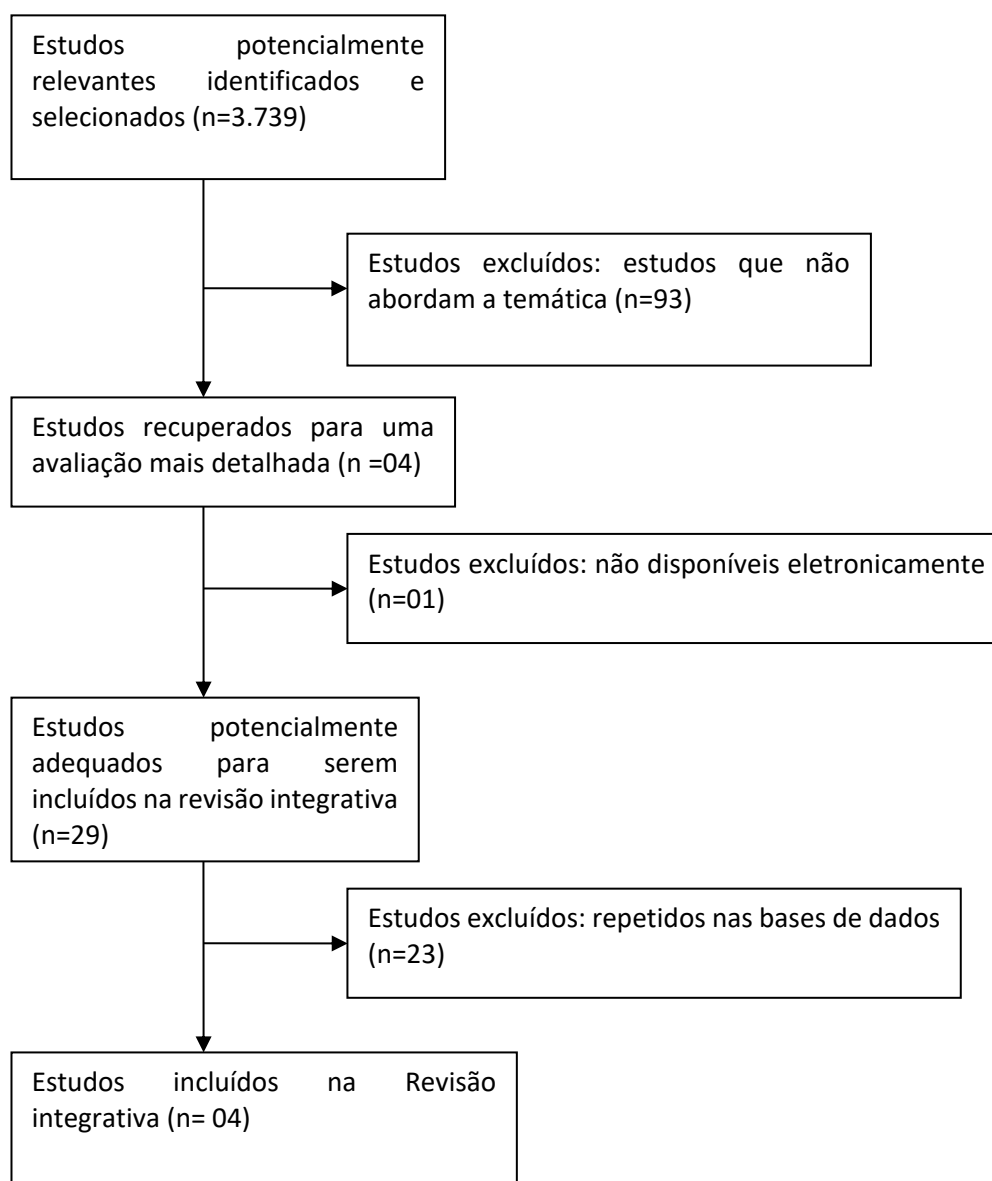 Estudos potencialmente
relevantes identificados e
selecionados (n=3.739)
Estudos excluídos: estudos que não
abordam a temática (n=93)
Estudos recuperados para uma
avaliação mais detalhada (n =04)
Estudos excluídos: não disponíveis eletronicamente
(n=01)
Estudos potencialmente
adequados para serem
incluídos na revisão integrativa
(n=29)
Estudos excluídos: repetidos nas bases de dados
(n=23)
Estudos incluídos na Revisão
integrativa (n= 04)